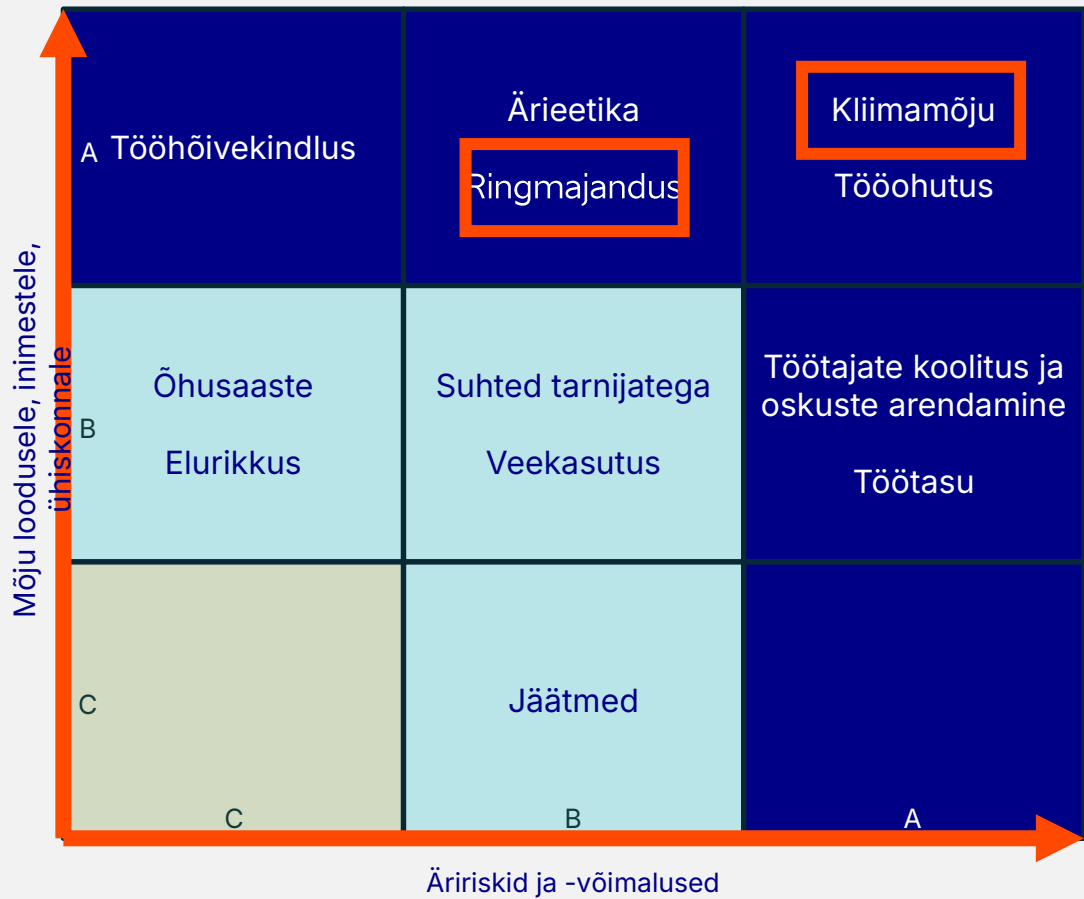 Mõju loodusele, inimestele,
ühiskonnale
A
Tööhõivekindlus
Ärieetika
Ringmajandus
Kliimamõju
Tööohutus
B
Õhusaaste
Elurikkus
Suhted tarnijatega
Veekasutus
Töötajate koolitus ja
oskuste arendamine
Töötasu
C
Jäätmed
C
B
A
Äririskid ja -võimalused